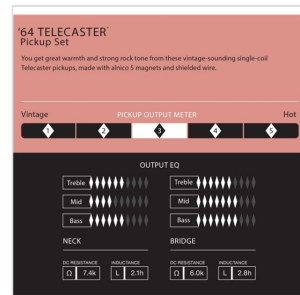 '64 TELECASTER®
Pickup Set
You get great warmth and strong rock tone from these vintage-sounding single-coil
Telecaster pickups, made with alnico 5 magnets and shielded wire.
Vintage PICKUP OUTPUT METER Hot
1 2 3 4 5
OUTPUT EQ
Treble Treble
Mid Mid
Bass Bass
NECK BRIDGE
DC RESISTANCE INDUCTANCE DC RESISTANCE INDUCTANCE
Ω 7.4k L 2.1h Ω 6.0k L 2.8h